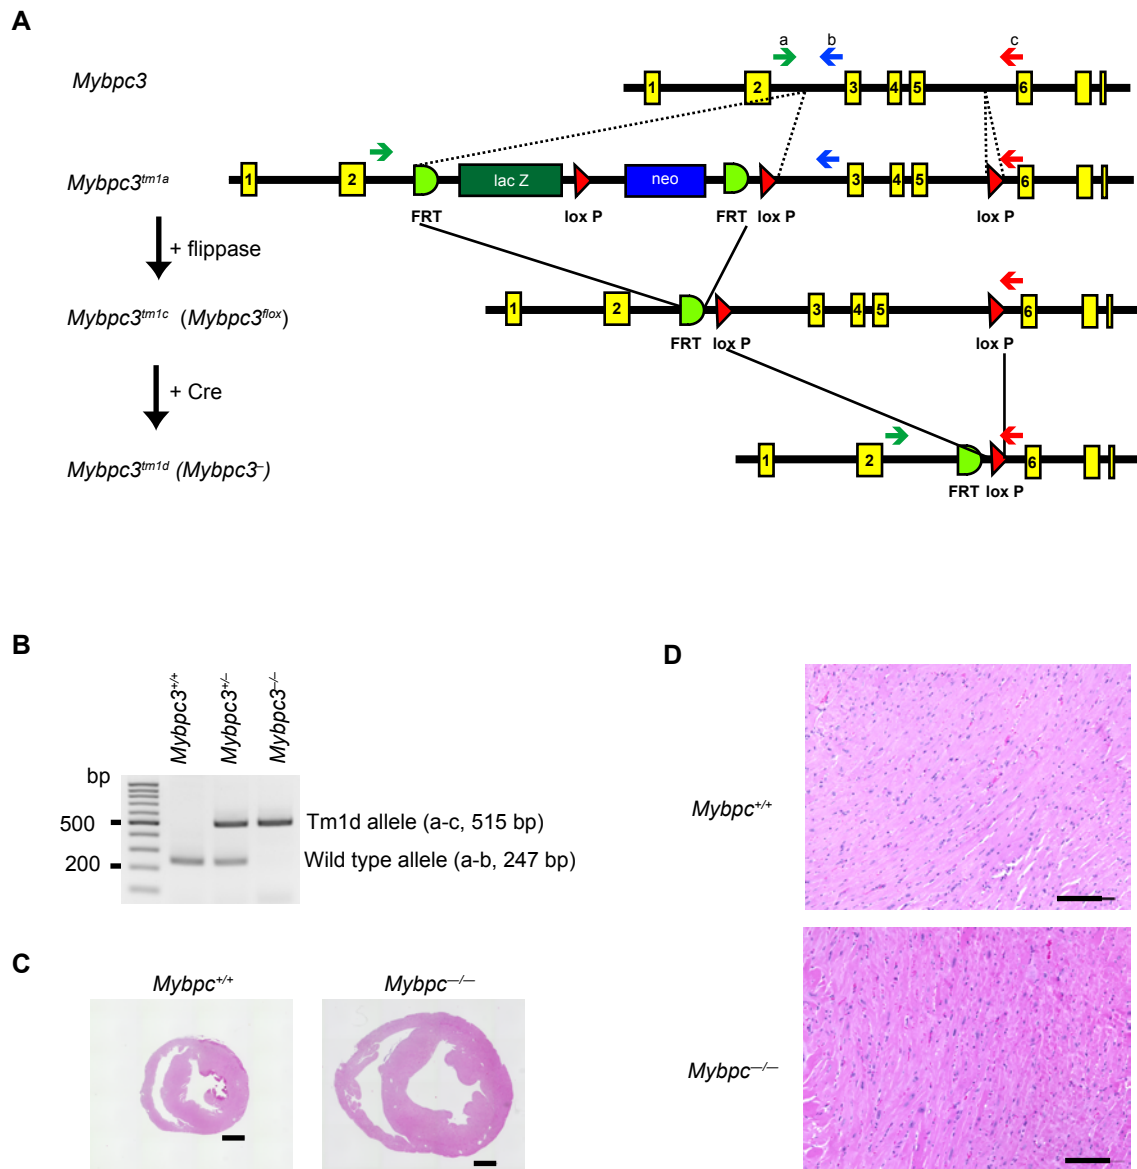 A
a b c
Mybpc3
1 2 3 4 5 6
Mybpc3tm1a
1 2 lac Z neo 3 4 5 6
FRT lox P FRT lox P lox P
+ flippase
Mybpc3tm1c (Mybpc3flox)
1 2 3 4 5 6
FRT lox P lox P
+ Cre
Mybpc3tm1d (Mybpc3–)
1 2 6
FRT lox P
B
Mybpc3+/+
Mybpc3+/–
Mybpc3–/–
bp
500
200
Tm1d allele (a-c, 515 bp)
Wild type allele (a-b, 247 bp)
C
Mybpc+/+
Mybpc—/—
D
Mybpc+/+
Mybpc—/—